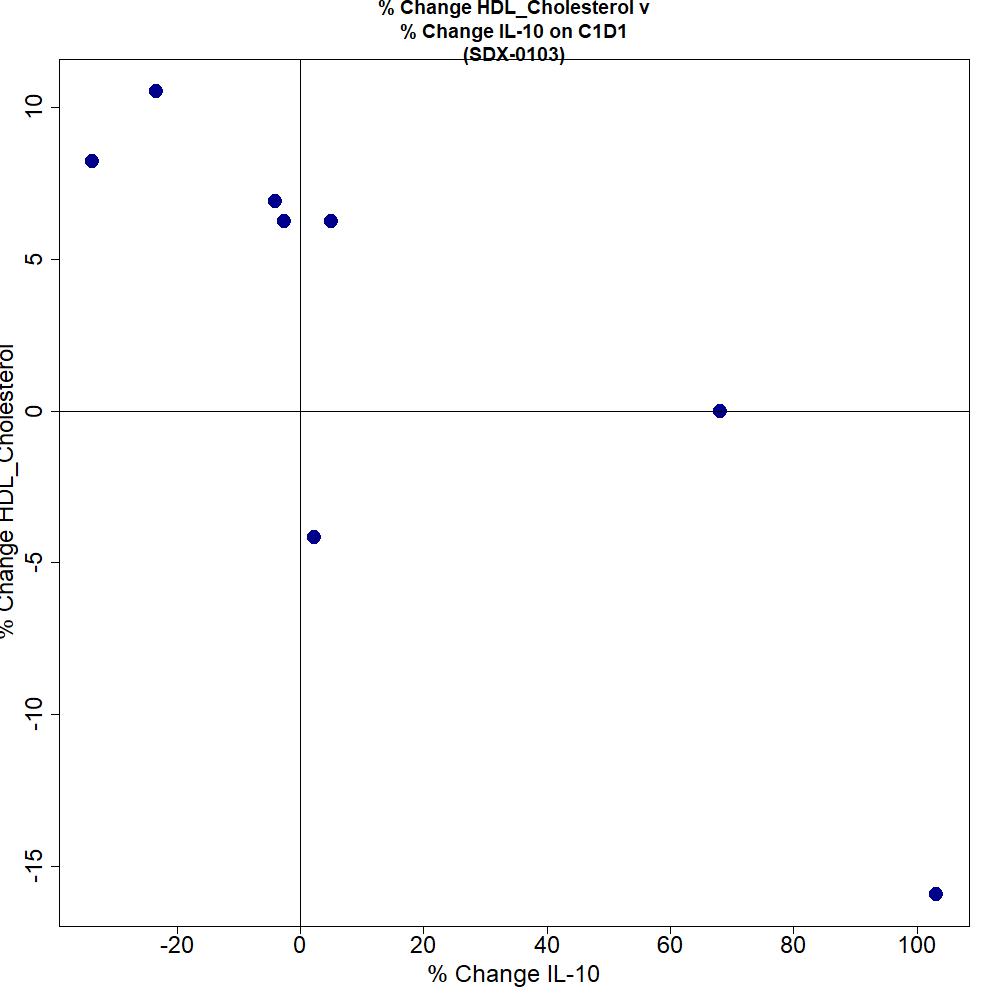 % Change HDL_Cholesterol v
% Change IL-10 on C1D1
(SDX-0103)
% Change HDL_Cholesterol
10
5
0
-5
-10
-15
-20
0
20
40
60
80
100
% Change IL-10